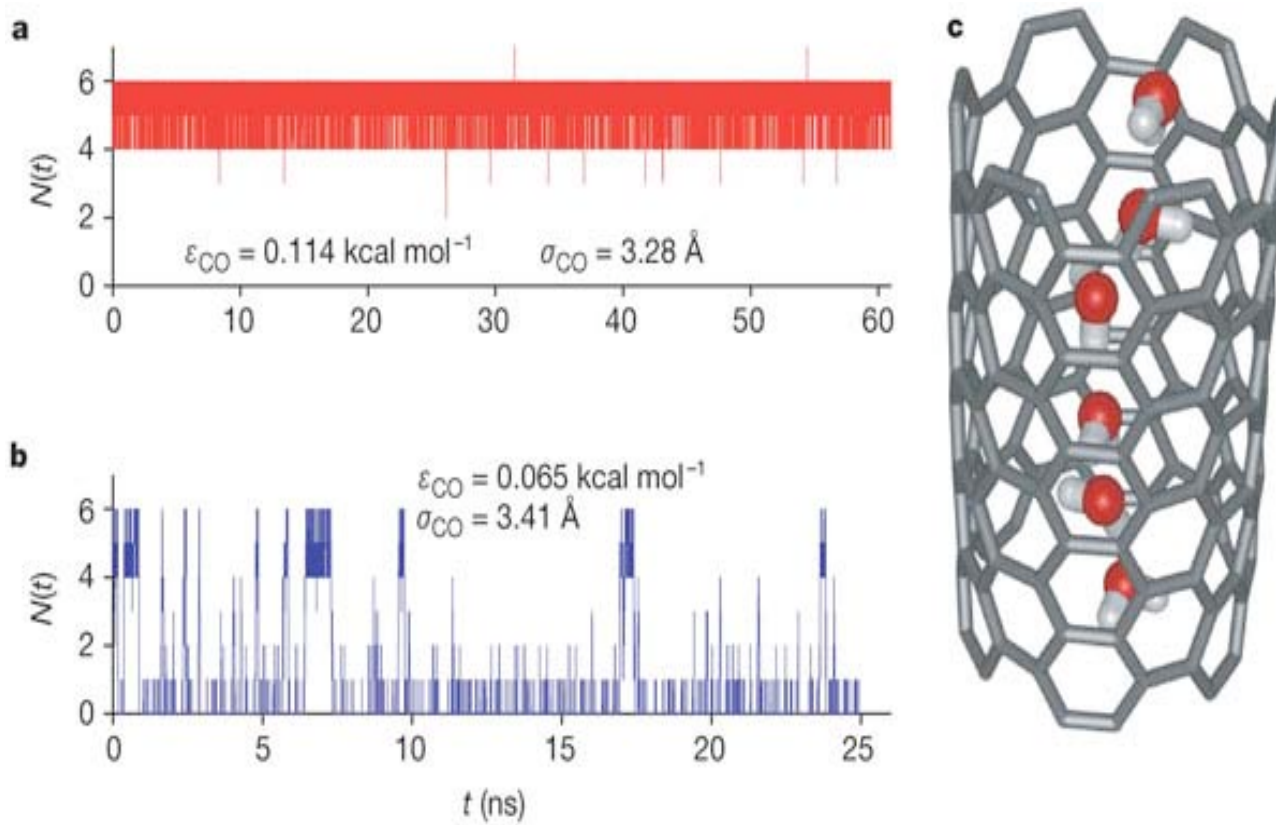 a
6
4
2
0
N(t)
ε_CO = 0.114 kcal mol⁻¹ σ_CO = 3.28 Å
0 10 20 30 40 50 60
b
6
4
2
0
N(t)
ε_CO = 0.065 kcal mol⁻¹
σ_CO = 3.41 Å
0 5 10 15 20 25
t (ns)
c